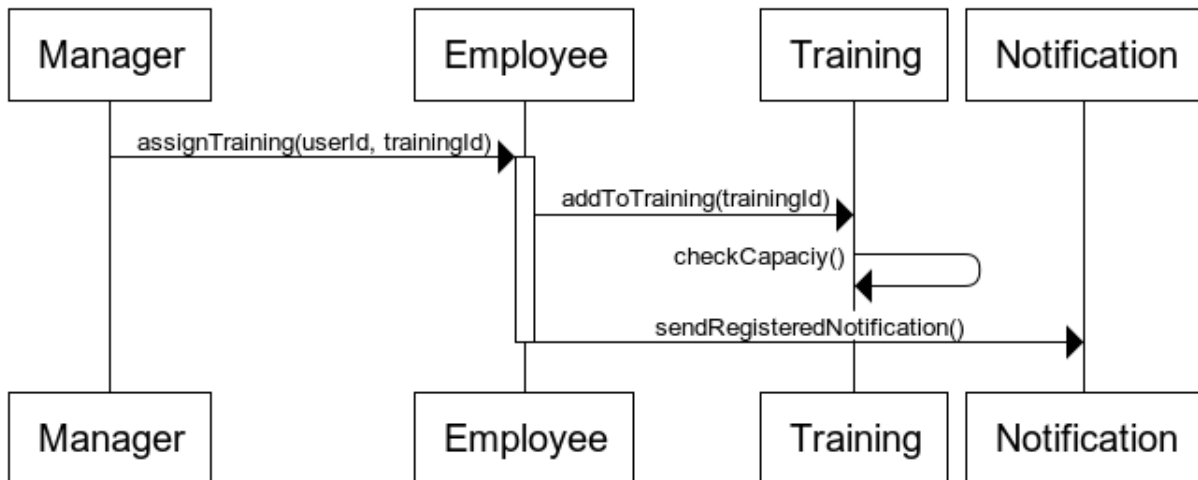 Manager Employee Training Notification
assignTraining(userId, trainingId)
addToTraining(trainingId)
checkCapaciy()
sendRegisteredNotification()
Manager Employee Training Notification